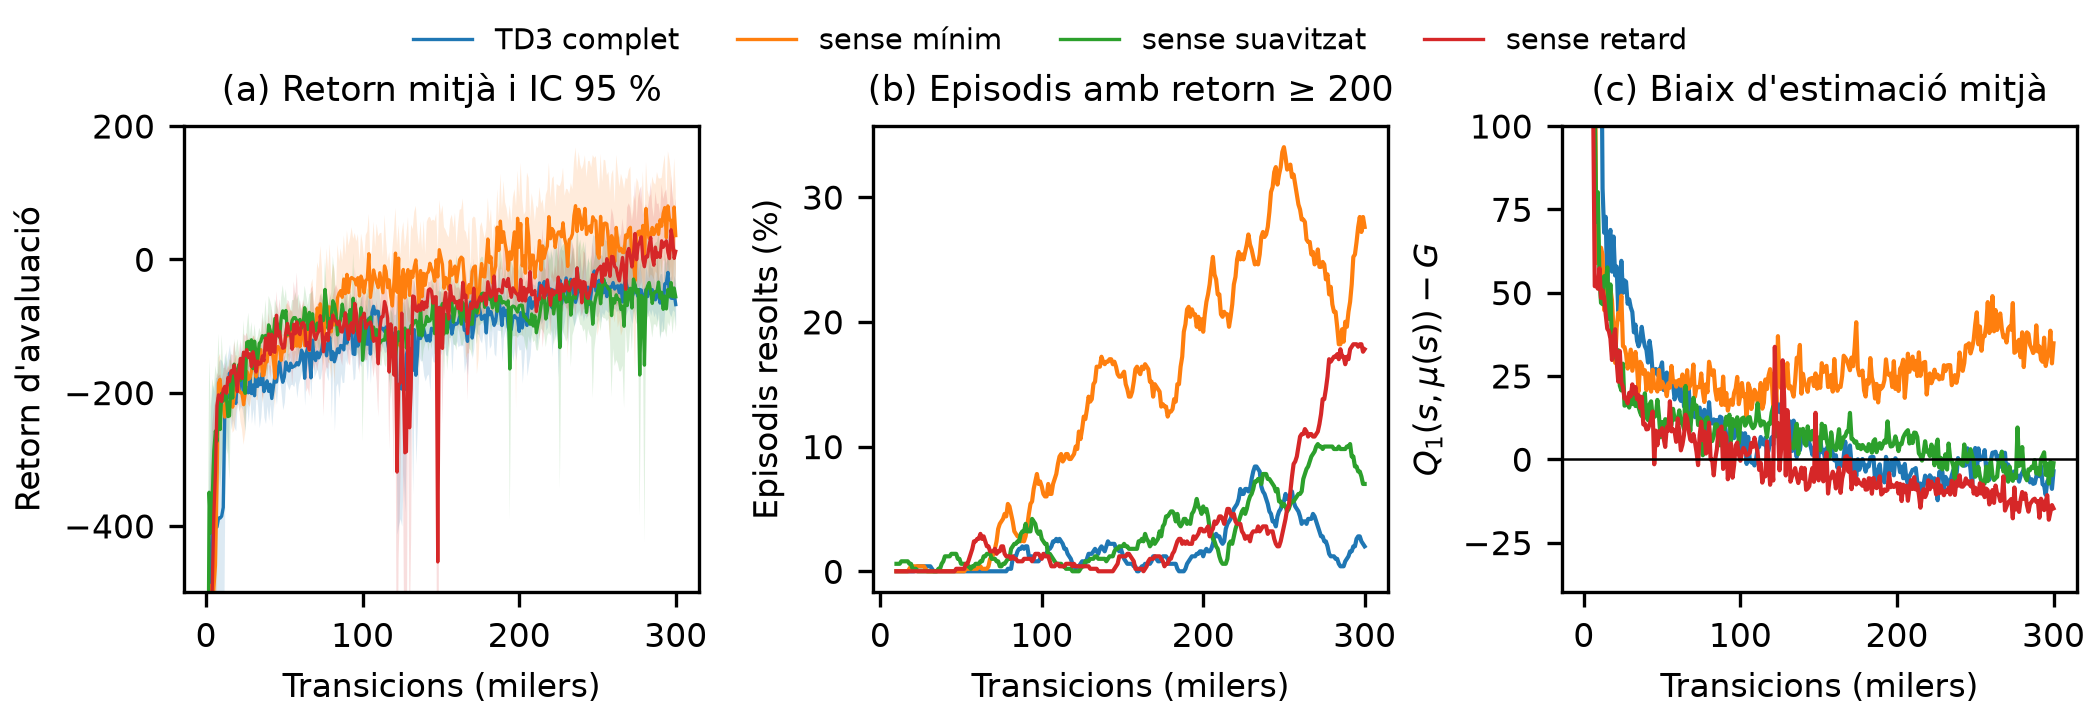 TD3 complet sense mínim sense suavitzat sense retard
(a) Retorn mitjà i IC 95 %
200
0
−200
−400
Retorn d'avaluació
0 100 200 300
Transicions (milers)
(b) Episodis amb retorn ≥ 200
30
20
10
0
Episodis resolts (%)
0 100 200 300
Transicions (milers)
(c) Biaix d'estimació mitjà
100
75
50
25
0
−25
Q₁(s, μ(s)) − G
0 100 200 300
Transicions (milers)